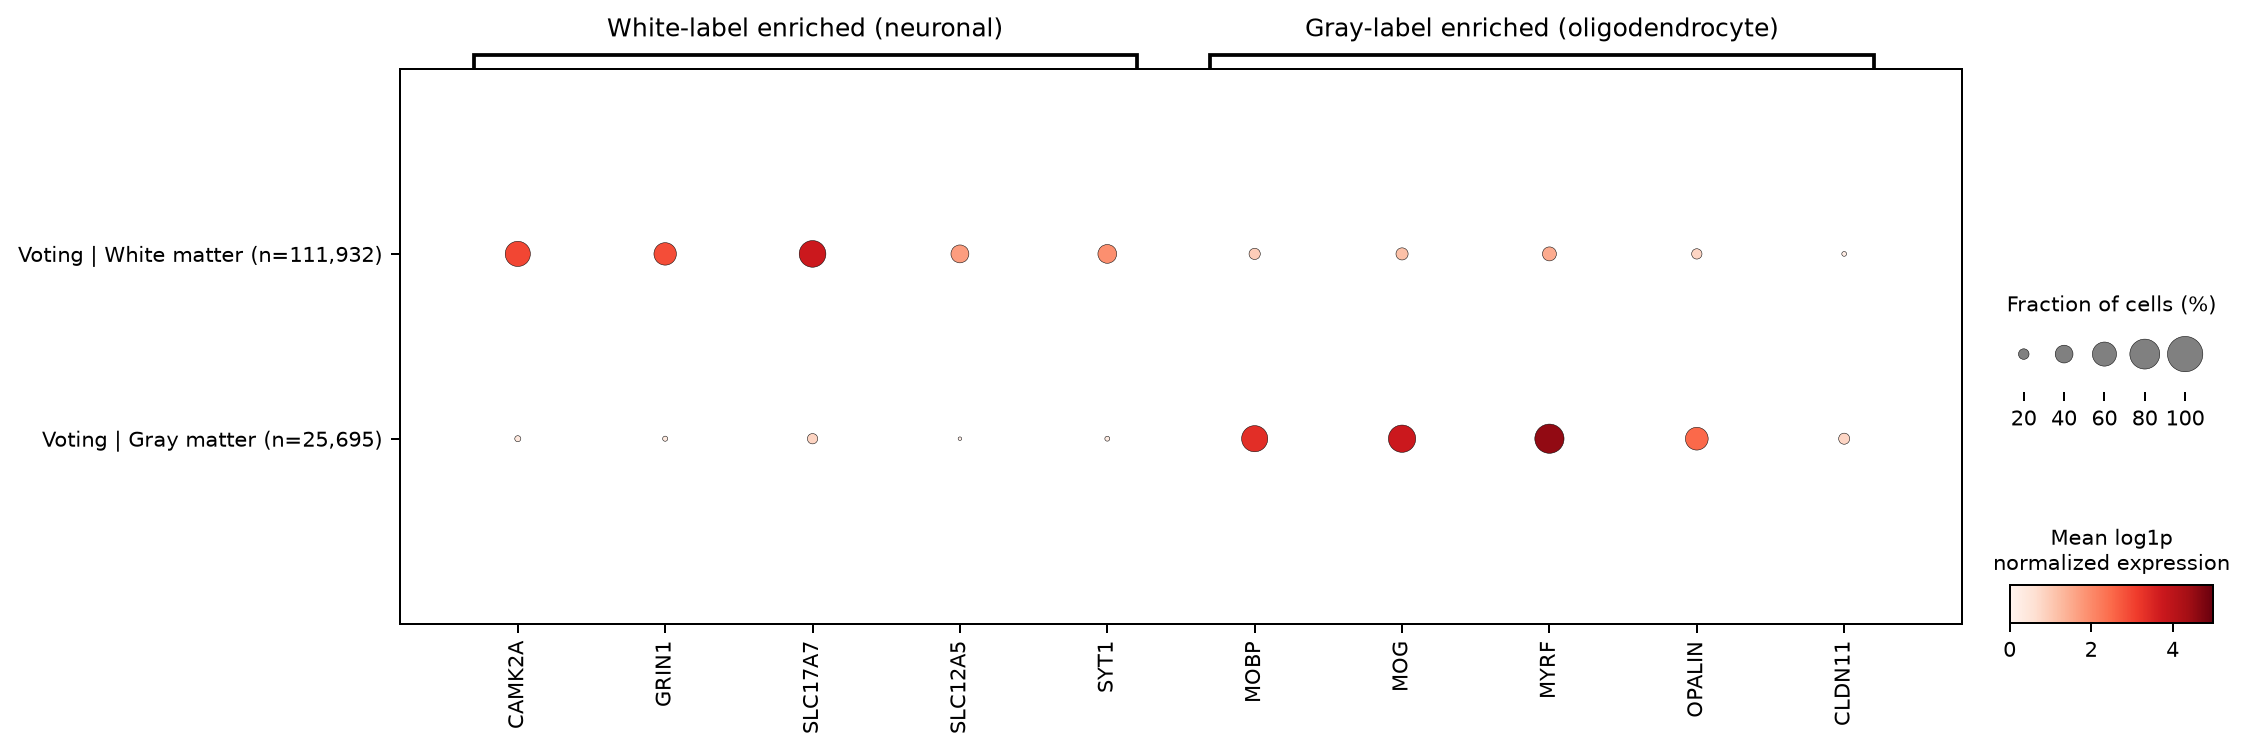 White-label enriched (neuronal)
Gray-label enriched (oligodendrocyte)
Voting | White matter (n=111,932)
Voting | Gray matter (n=25,695)
CAMK2A
GRIN1
SLC17A7
SLC12A5
SYT1
MOBP
MOG
MYRF
OPALIN
CLDN11
Fraction of cells (%)
20 40 60 80 100
Mean log1p
normalized expression
0 2 4